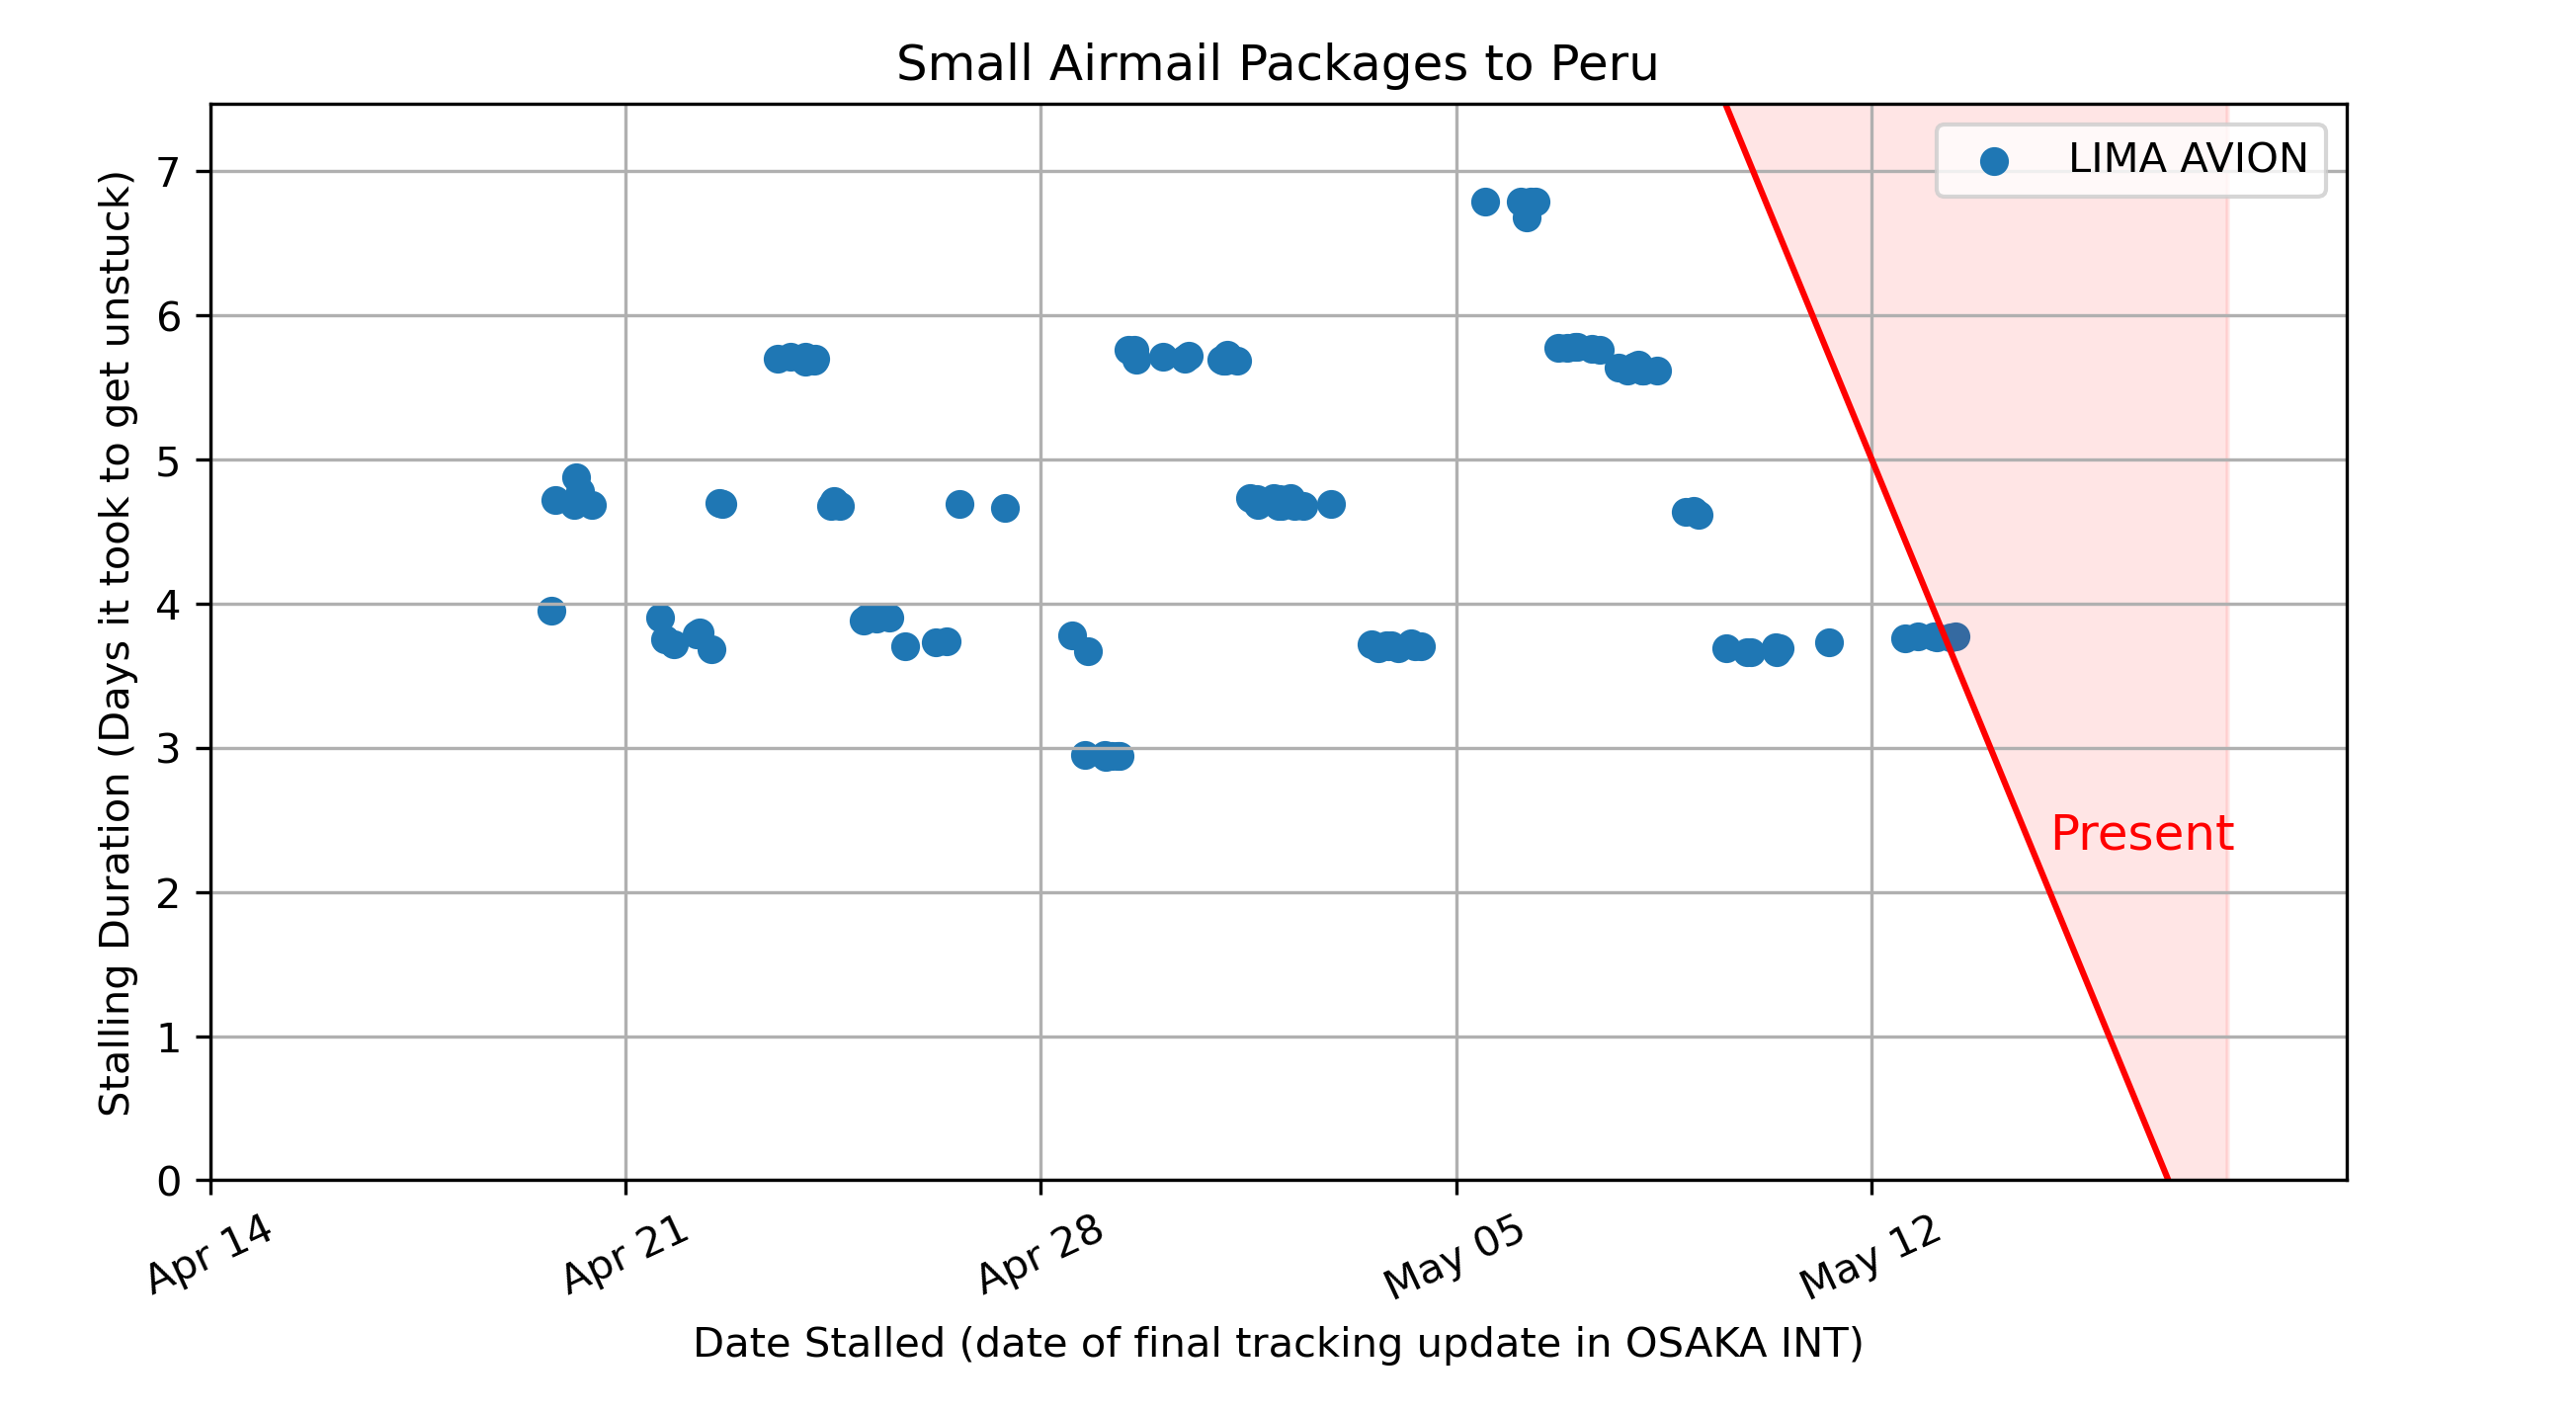 Small Airmail Packages to Peru
LIMA AVION
Stalling Duration (Days it took to get unstuck)
7
6
5
4
3
2
1
0
Present
Apr 14
Apr 21
Apr 28
May 05
May 12
Date Stalled (date of final tracking update in OSAKA INT)